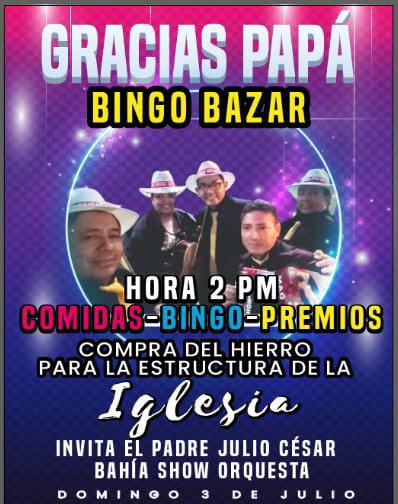 GRACIAS PAPÁ
BINGO BAZAR
HORA 2 PM
COMIDAS-BINGO-PREMIOS
COMPRA DEL HIERRO
PARA LA ESTRUCTURA DE LA
Iglesia
INVITA EL PADRE JULIO CÉSAR
BAHÍA SHOW ORQUESTA
DOMINGO 3 DE JULIO